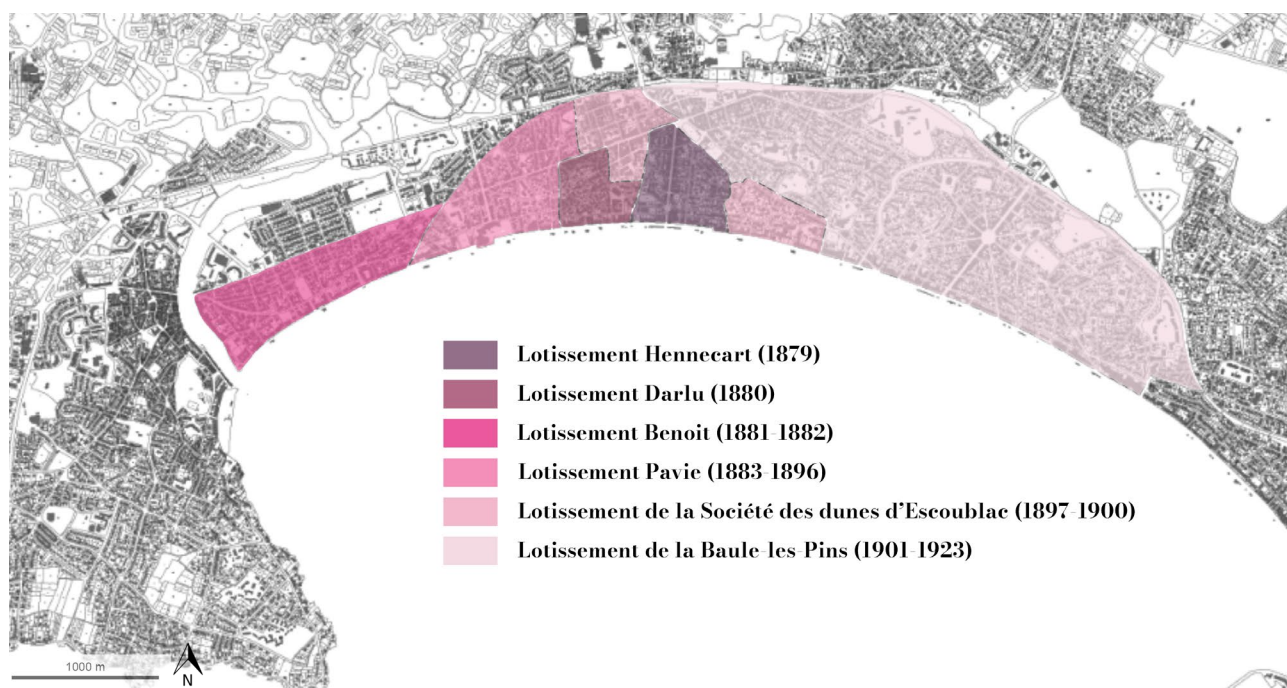 Lotissement Hennecart (1879)
Lotissement Darlu (1880)
Lotissement Benoit (1881-1882)
Lotissement Pavie (1883-1896)
Lotissement de la Société des dunes d’Escoublac (1897-1900)
Lotissement de la Baule-les-Pins (1901-1923)
1000 m
N